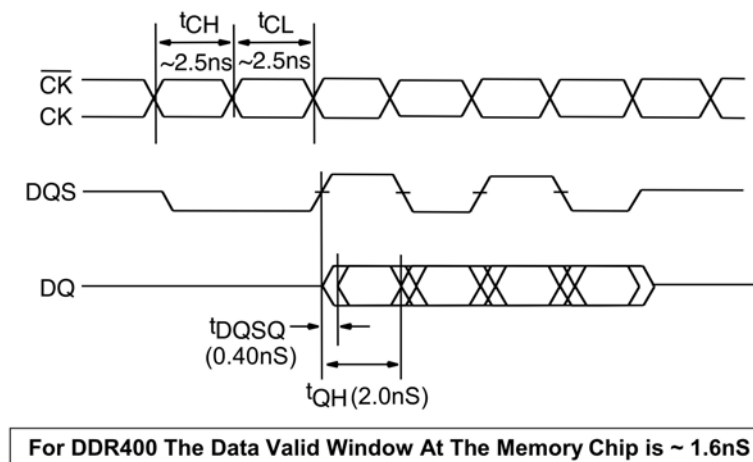 tCH tCL
~2.5ns ~2.5ns
CK
CK
DQS
DQ
tDQSQ
(0.40nS)
tQH (2.0nS)
For DDR400 The Data Valid Window At The Memory Chip is ~ 1.6nS